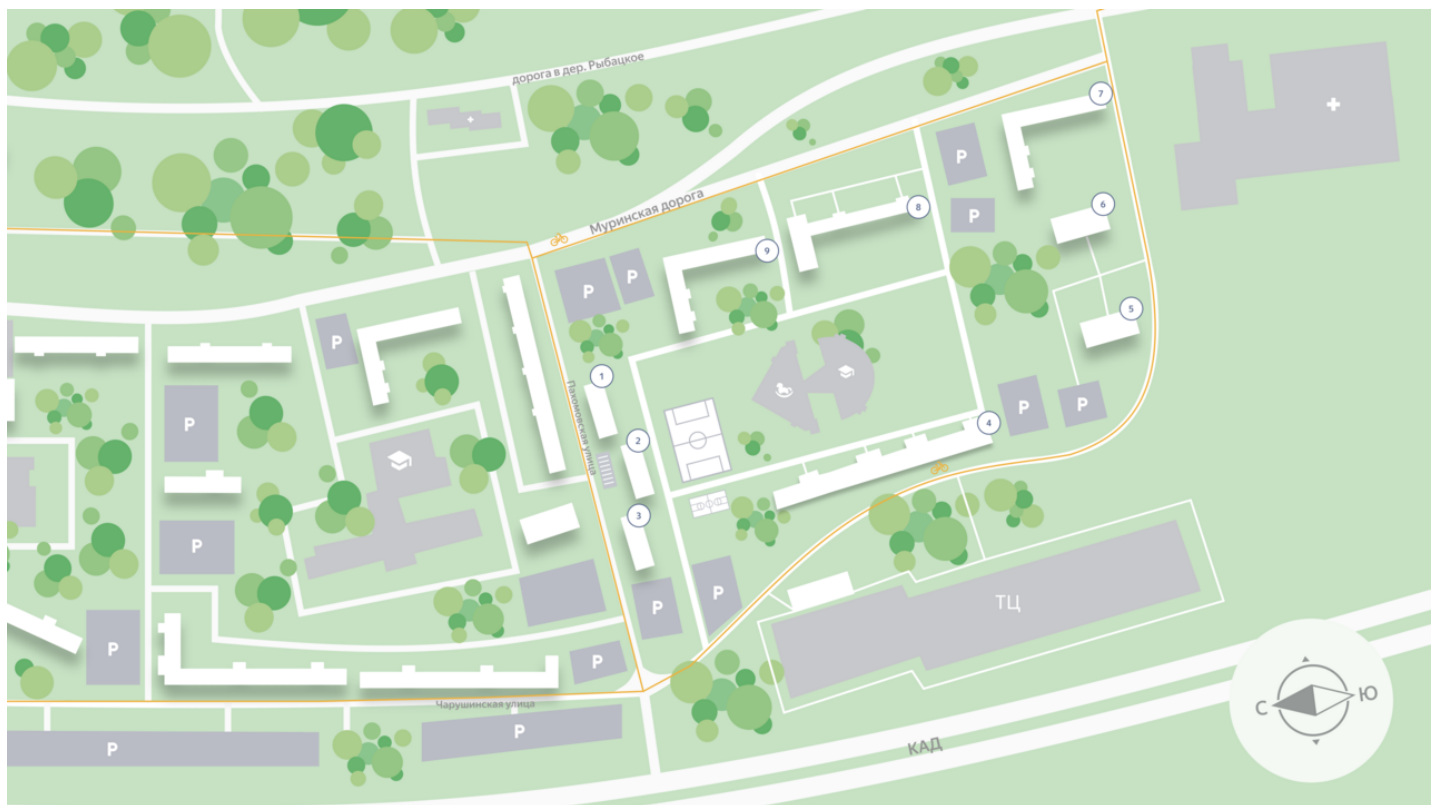 дорога в дер. Рыбацкое
7
P
Муринская дорога
6
8
P
9
P
P
5
P
1
Пахомовская улица
P
P
P
4
2
3
P
P
P
ТЦ
P
P
P
С
Ю
Чарушинская улица
P
P
КАД